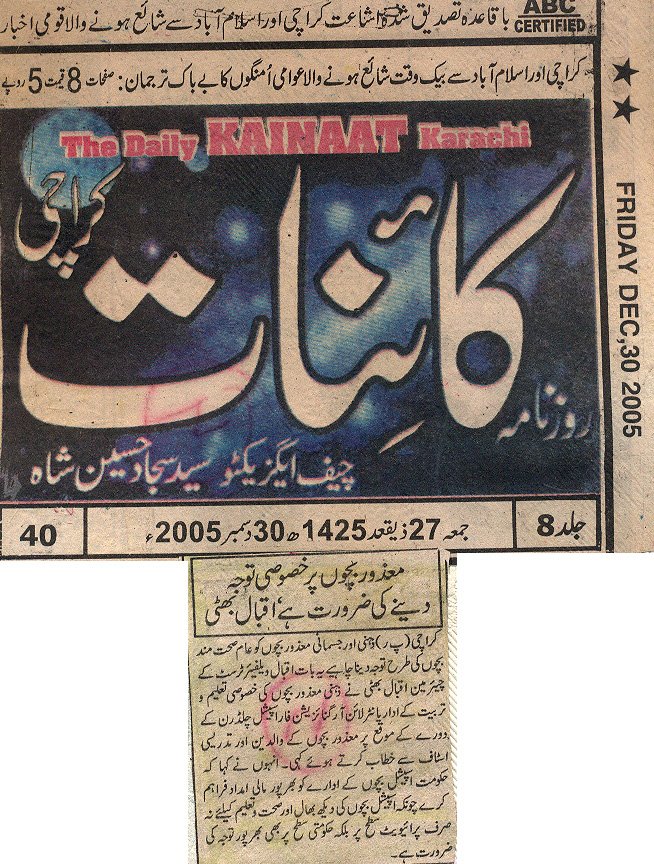 باقاعدہ تصدیق شدہ اشاعت کراچی اور اسلام آباد سے شائع ہونے والا قومی اخبار
ABC
CERTIFIED
کراچی اور اسلام آباد سے بیک وقت شائع ہونے والا عوامی اُمنگوں کا بے باک ترجمان: صفحات 8 قیمت 5 روپے
★★ FRIDAY DEC,30 2005
The Daily KAINAAT Karachi
کراچی
کائنات
روزنامہ
چیف ایگزیکٹو سید سجاد حسین شاہ
جلد 8
جمعہ 27 ذیقعد 1425ھ 30 دسمبر 2005ء
40
معذور بچوں پر خصوصی توجہ
دینے کی ضرورت ہے، اقبال بھٹی
کراچی (پ ر) ذہنی اور جسمانی معذور بچوں کو عام صحت مند
بچوں کی طرح توجہ دینا چاہیے یہ بات اقبال ویلفیئر ٹرسٹ کے
چیئرمین اقبال بھٹی نے ذہنی معذور بچوں کی خصوصی تعلیم و
تربیت کے ادارے آرگنائزیشن فار اسپیشل چلڈرن کے
دورے کے موقع پر معذور بچوں کے والدین اور تدریسی
اسٹاف سے خطاب کرتے ہوئے کہی۔ انہوں نے کہا کہ
حکومت اسپیشل بچوں کے ادارے کو بھرپور مالی امداد فراہم
کرے چونکہ اسپیشل بچوں کی دیکھ بھال اور صحت و تعلیم کیلئے نہ
صرف پرائیویٹ سطح پر بلکہ حکومتی سطح پر بھی بھرپور توجہ کی
ضرورت ہے۔